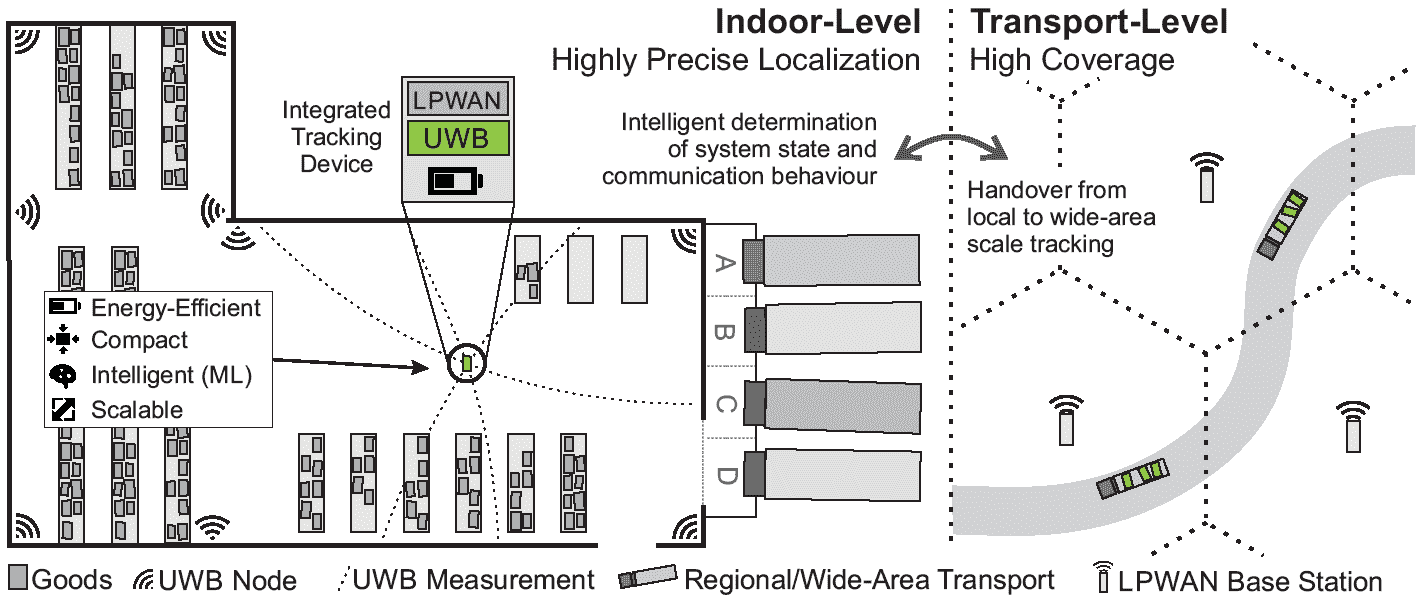 Indoor-Level
Highly Precise Localization
Transport-Level
High Coverage
Integrated
Tracking
Device
LPWAN
UWB
Intelligent determination
of system state and
communication behaviour
Handover from
local to wide-area
scale tracking
A
B
C
D
Energy-Efficient
Compact
Intelligent (ML)
Scalable
Goods
UWB Node
UWB Measurement
Regional/Wide-Area Transport
LPWAN Base Station